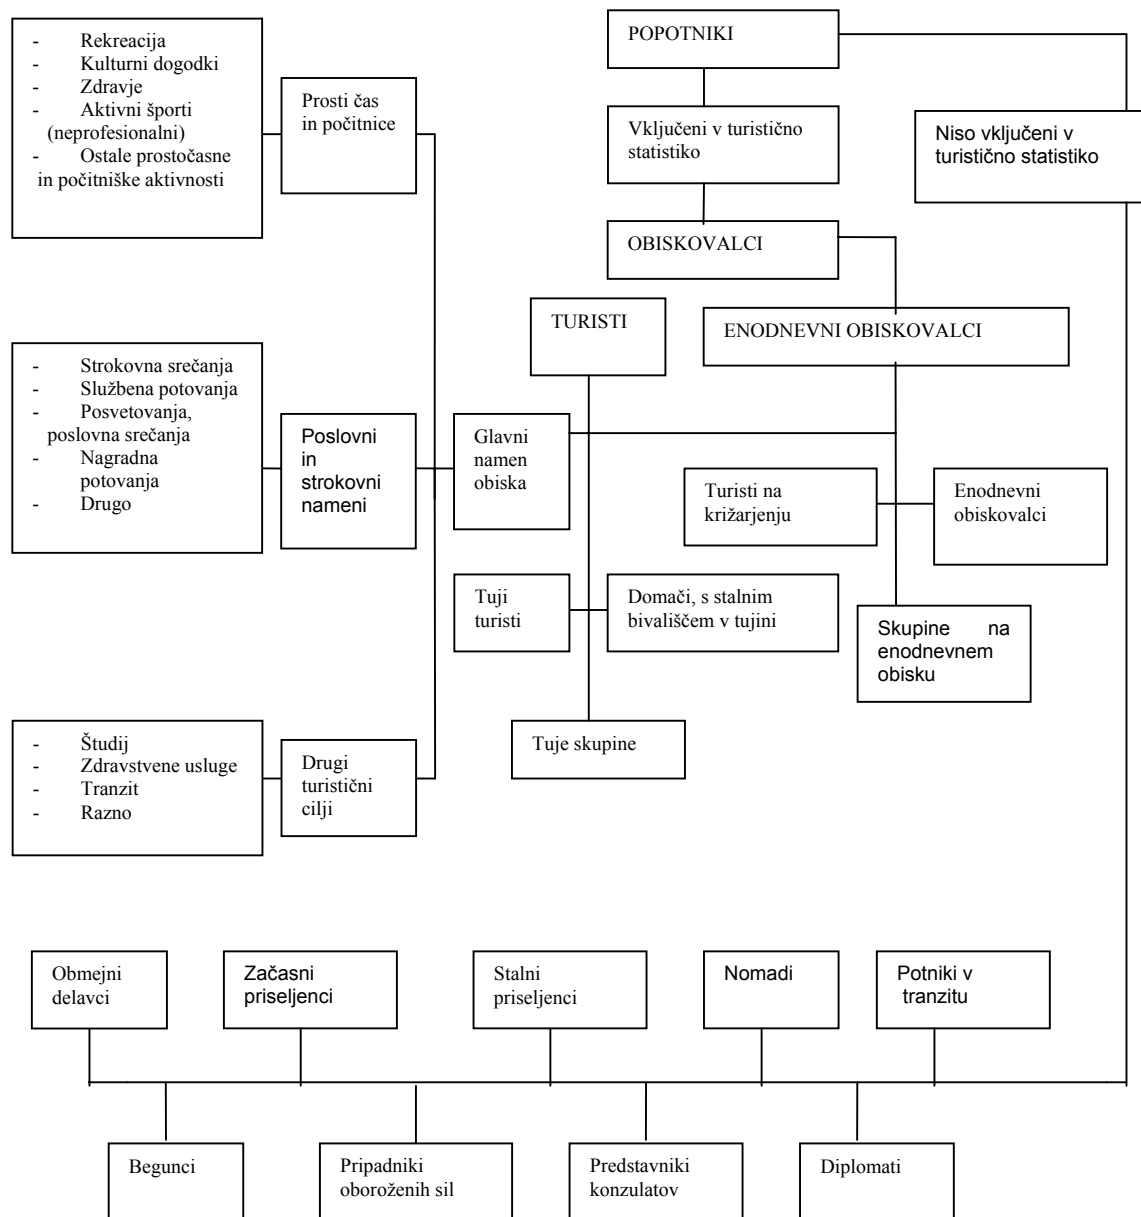 - Rekreacija
- Kulturni dogodki
- Zdravje
- Aktivni športi
(neprofesionalni)
- Ostale prostočasne
in počitniške aktivnosti
Prosti čas
in počitnice
POPOTNIKI
Vključeni v turistično
statistiko
Niso vključeni v
turistično statistiko
OBISKOVALCI
TURISTI
ENODNEVNI OBISKOVALCI
- Strokovna srečanja
- Službena potovanja
- Posvetovanja,
poslovna srečanja
- Nagradna
potovanja
- Drugo
Poslovni
in
strokovni
nameni
Glavni
namen
obiska
Turisti na
križarjenju
Enodnevni
obiskovalci
Tuji
turisti
Domači, s stalnim
bivališčem v tujini
Skupine na
enodnevnem
obisku
Tuje skupine
- Študij
- Zdravstvene usluge
- Tranzit
- Razno
Drugi
turistični
cilji
Obmejni
delavci
Začasni
priseljenci
Stalni
priseljenci
Nomadi
Potniki v
tranzitu
Begunci
Pripadniki
oboroženih sil
Predstavniki
konzulatov
Diplomati